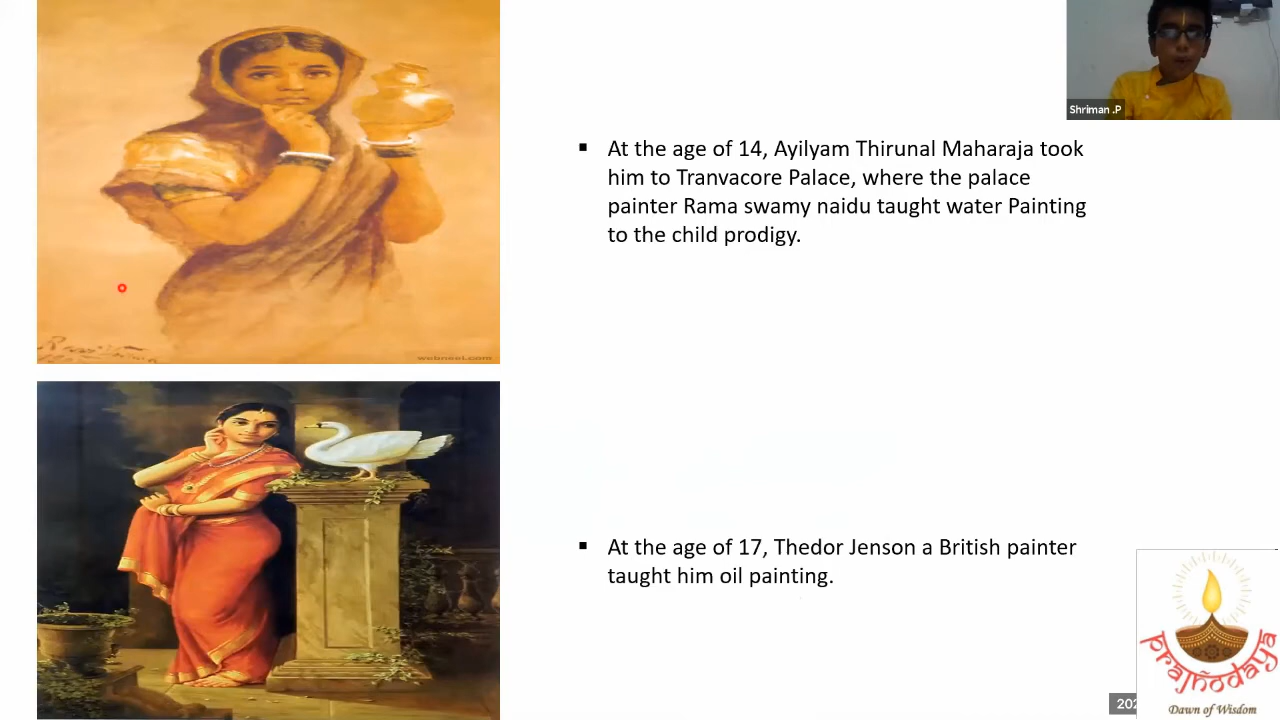 Shriman .P
▪ At the age of 14, Ayilyam Thirunal Maharaja took
him to Tranvacore Palace, where the palace
painter Rama swamy naidu taught water Painting
to the child prodigy.
webneel.com
▪ At the age of 17, Thedor Jenson a British painter
taught him oil painting.
prajñodaya
Dawn of Wisdom